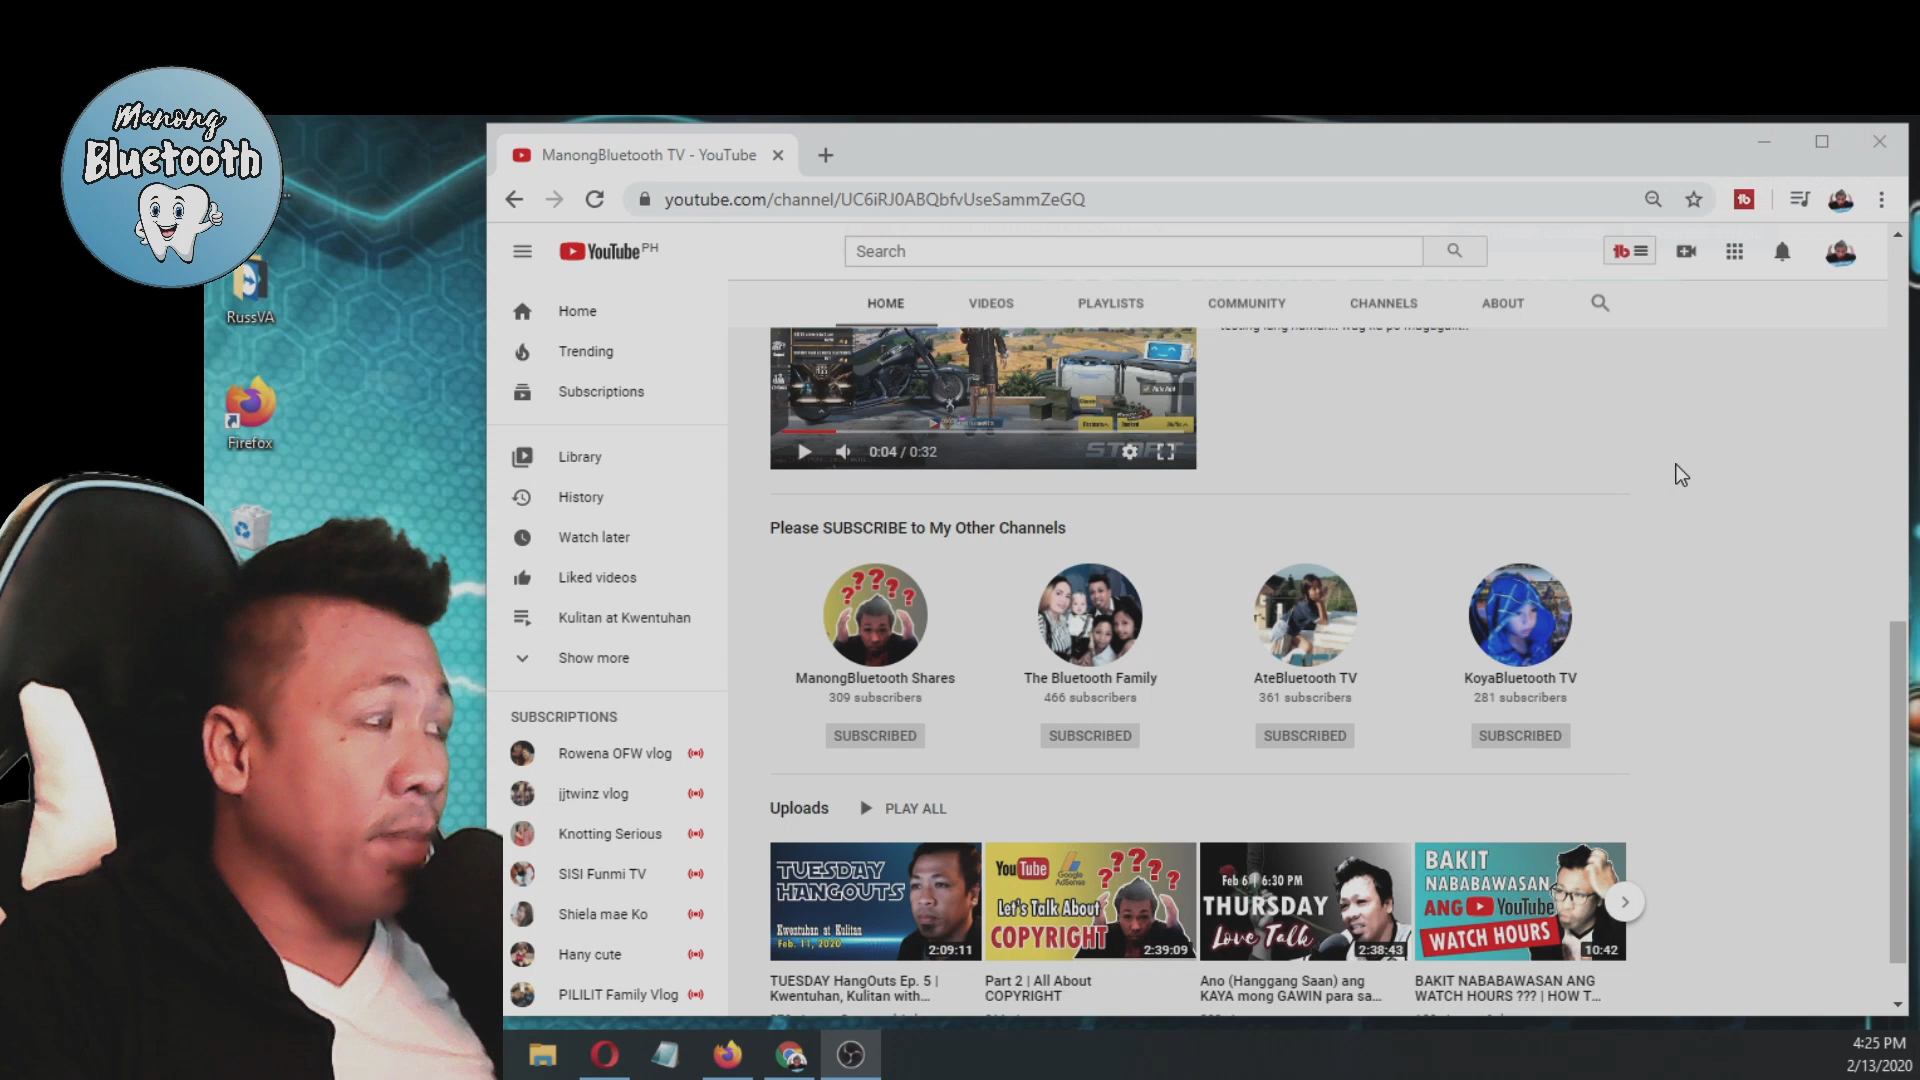 Manong
Bluetooth
RussVA
Firefox
ManongBluetooth TV - YouTube
youtube.com/channel/UC6iRJ0ABQbfvUseSammZeGQ
YouTube PH
Search
HOME
VIDEOS
PLAYLISTS
COMMUNITY
CHANNELS
ABOUT
Home
Trending
Subscriptions
Library
History
Watch later
Liked videos
Kulitan at Kwentuhan
Show more
SUBSCRIPTIONS
Rowena OFW vlog
jjtwinz vlog
Knotting Serious
SISI Funmi TV
Shiela mae Ko
Hany cute
PILILIT Family Vlog
START
0:04 / 0:32
Please SUBSCRIBE to My Other Channels
ManongBluetooth Shares
309 subscribers
SUBSCRIBED
The Bluetooth Family
466 subscribers
SUBSCRIBED
AteBluetooth TV
361 subscribers
SUBSCRIBED
KoyaBluetooth TV
281 subscribers
SUBSCRIBED
Uploads
PLAY ALL
TUESDAY
HANGOUTS
Kwentuhan at Kulitan
Feb. 11, 2020
2:09:11
TUESDAY HangOuts Ep. 5 |
Kwentuhan, Kulitan with...
YouTube
Google
AdSense
Let's Talk About
COPYRIGHT
????
2:39:09
Part 2 | All About
COPYRIGHT
Feb 6 | 6:30 PM
THURSDAY
Love Talk
2:38:43
Ano (Hanggang Saan) ang
KAYA mong GAWIN para sa...
BAKIT
NABABAWASAN
ANG YouTube
WATCH HOURS
10:42
BAKIT NABABAWASAN ANG
WATCH HOURS ??? | HOW T...
4:25 PM
2/13/2020